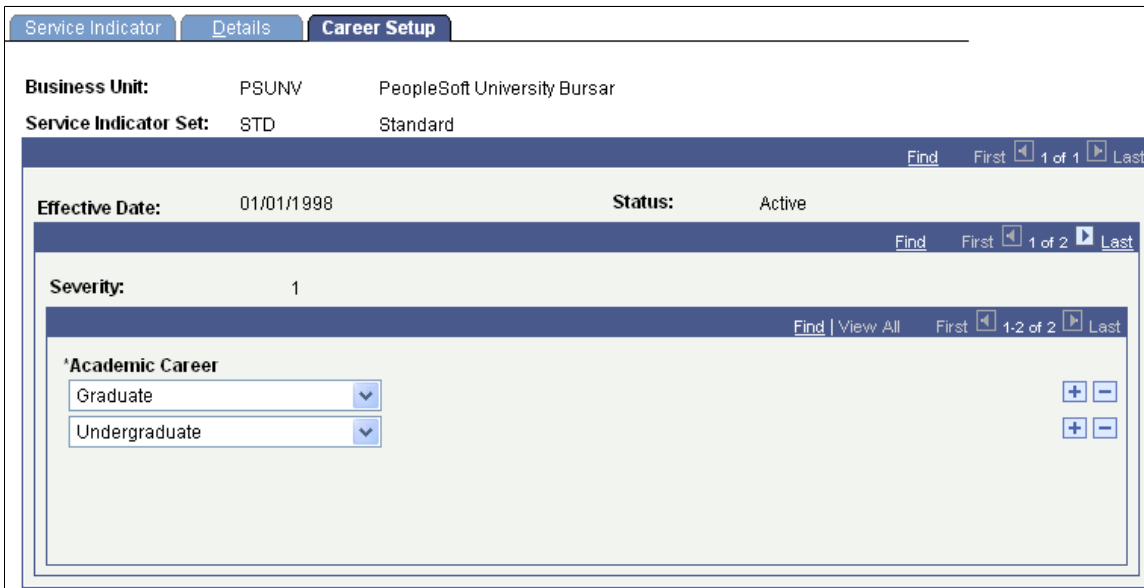 Service Indicator Details Career Setup
Business Unit: PSUNV PeopleSoft University Bursar
Service Indicator Set: STD Standard
Find First 1 of 1 Last
Effective Date: 01/01/1998 Status: Active
Find First 1 of 2 Last
Severity: 1
Find | View All First 1-2 of 2 Last
*Academic Career
Graduate
Undergraduate